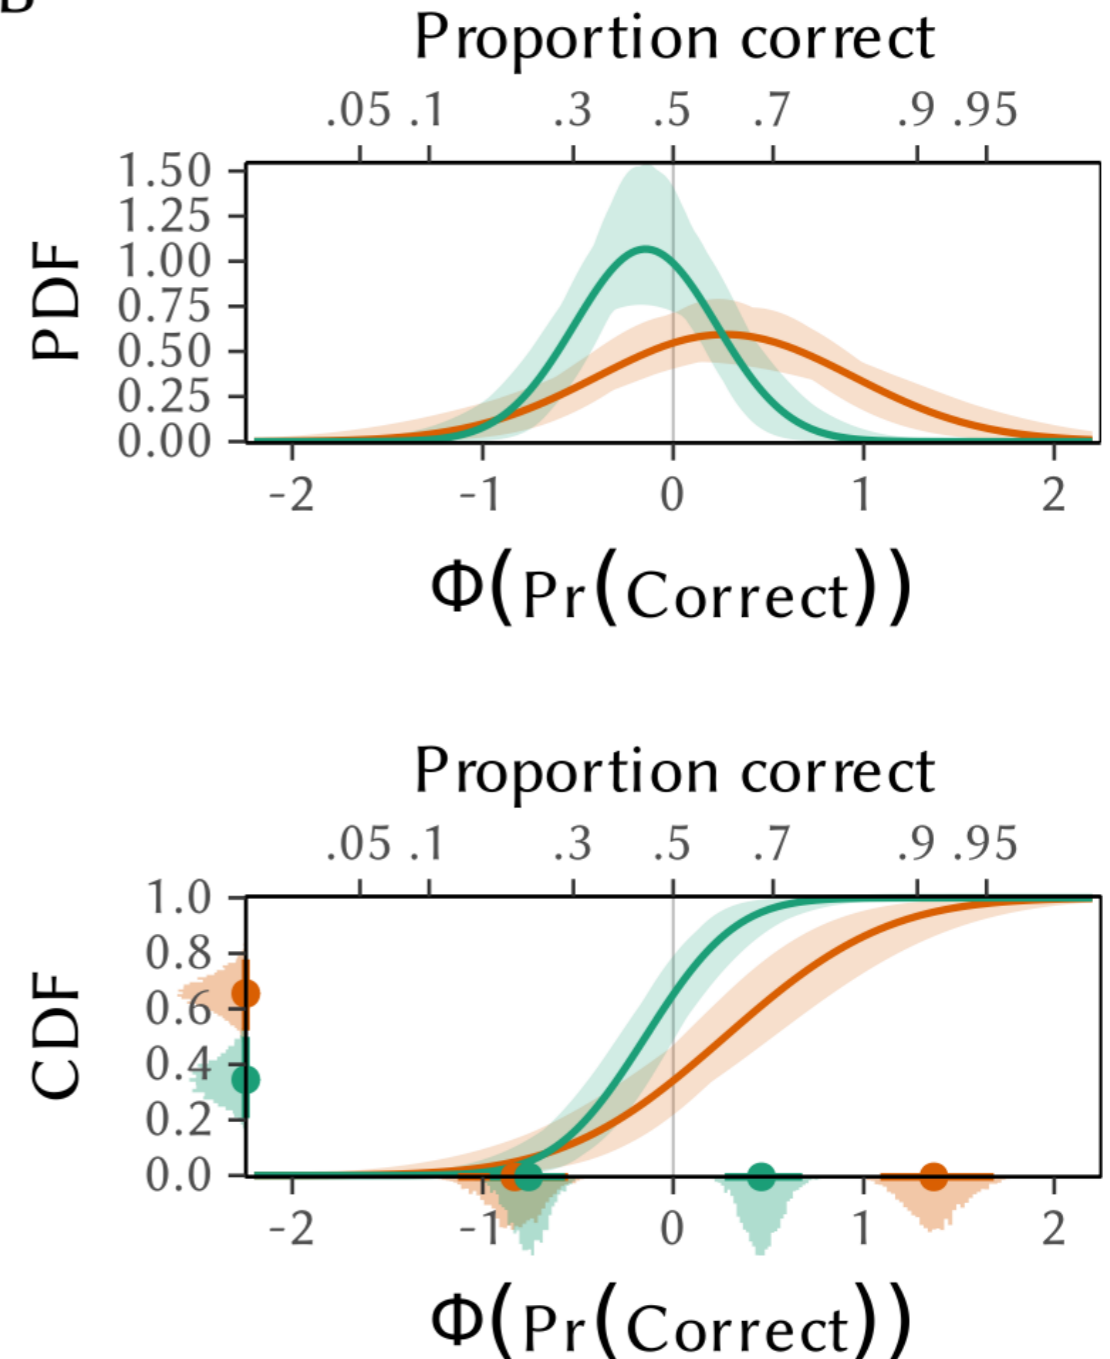 B
Proportion correct
.05 .1 .3 .5 .7 .9 .95
PDF
1.50
1.25
1.00
0.75
0.50
0.25
0.00
-2 -1 0 1 2
Φ(Pr(Correct))
Proportion correct
.05 .1 .3 .5 .7 .9 .95
CDF
1.0
0.8
0.6
0.4
0.2
0.0
-2 -1 0 1 2
Φ(Pr(Correct))